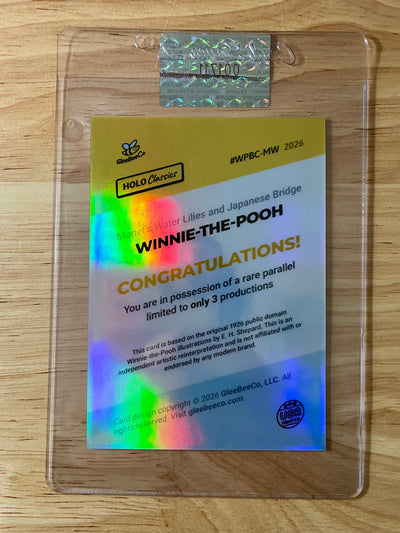 GleeBeeCo
#WPBC-MW 2026
HOLO Classics
Monet's Water Lilies and Japanese Bridge
WINNIE-THE-POOH
CONGRATULATIONS!
You are in possession of a rare parallel
limited to only 3 productions
This card is based on the original 1926 public domain
Winnie-the-Pooh illustrations by E. H. Shepard. This is an
independent artistic reinterpretation and is not affiliated with or
endorsed by any modern brand.
Card design copyright © 2026 GleeBeeCo, LLC. All
rights reserved. Visit gleebeeco.com.
USA
PRINTED